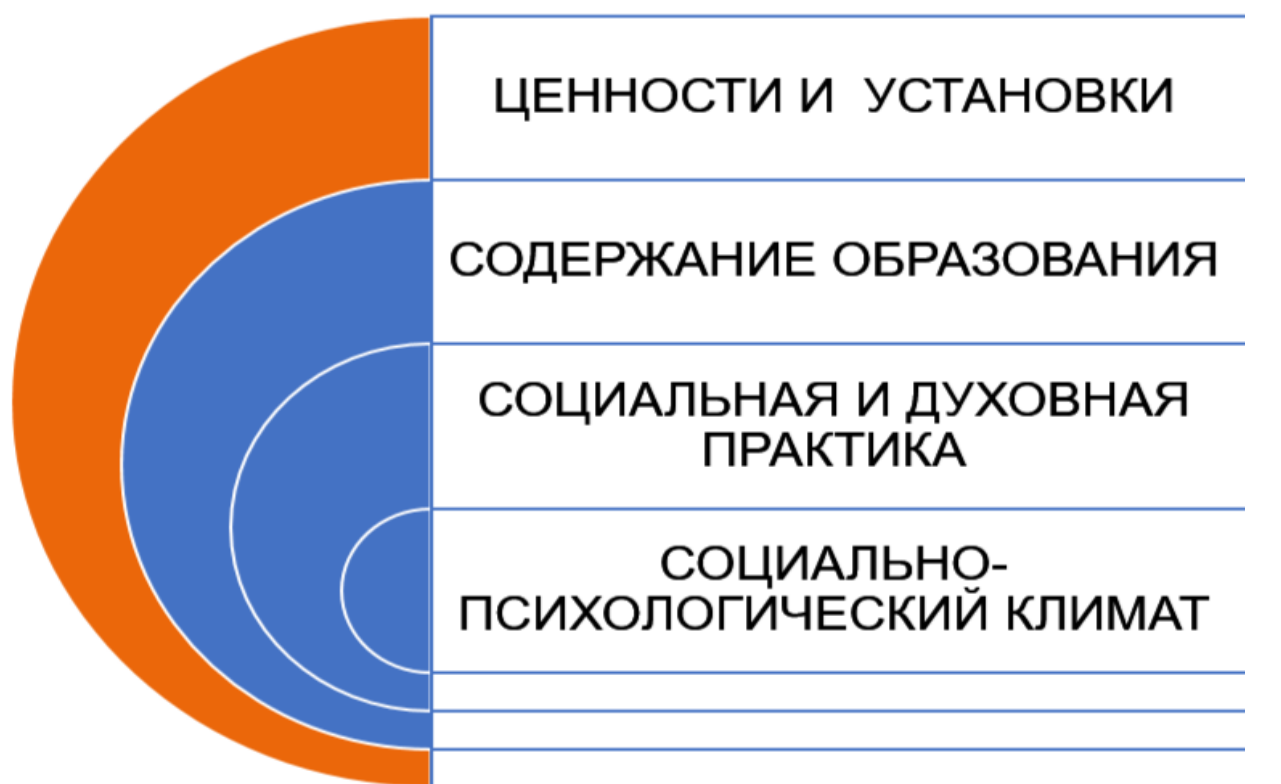 ЦЕННОСТИ И УСТАНОВКИ
СОДЕРЖАНИЕ ОБРАЗОВАНИЯ
СОЦИАЛЬНАЯ И ДУХОВНАЯ
ПРАКТИКА
СОЦИАЛЬНО-
ПСИХОЛОГИЧЕСКИЙ КЛИМАТ